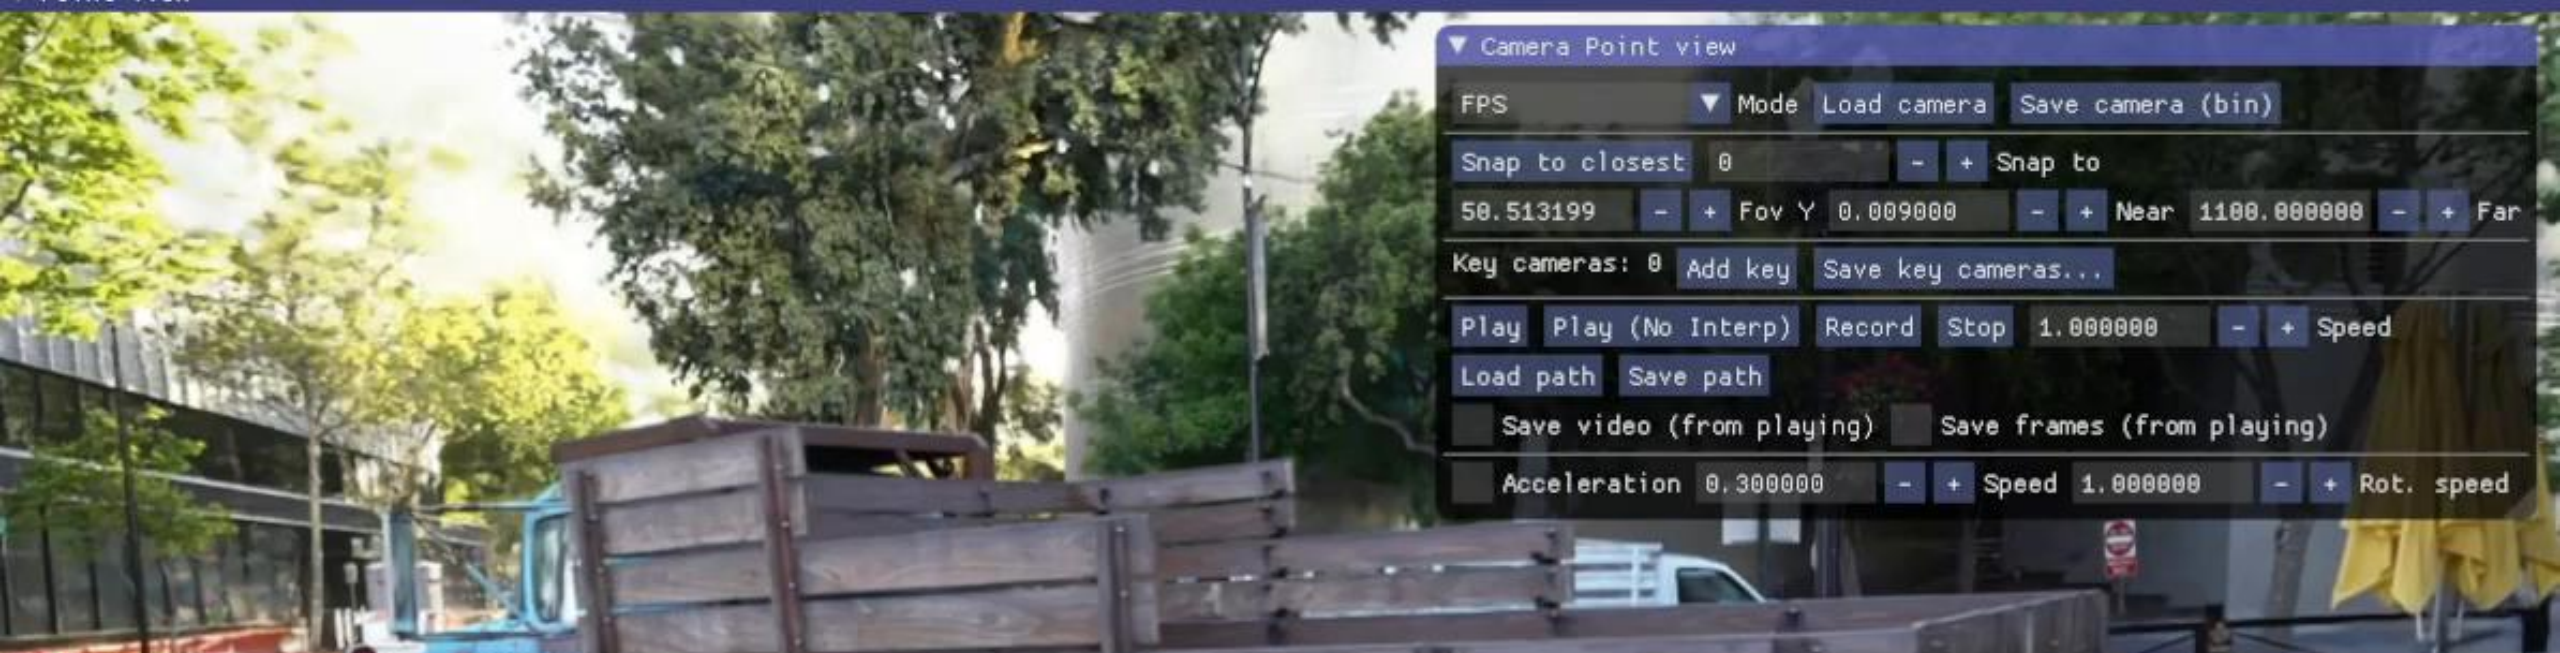 Camera Point view
FPS Mode Load camera Save camera (bin)
Snap to closest 0 - + Snap to
50.513199 - + Fov Y 0.009000 - + Near 1100.000000 - + Far
Key cameras: 0 Add key Save key cameras...
Play Play (No Interp) Record Stop 1.000000 - + Speed
Load path Save path
Save video (from playing) Save frames (from playing)
Acceleration 0.300000 - + Speed 1.000000 - + Rot. speed